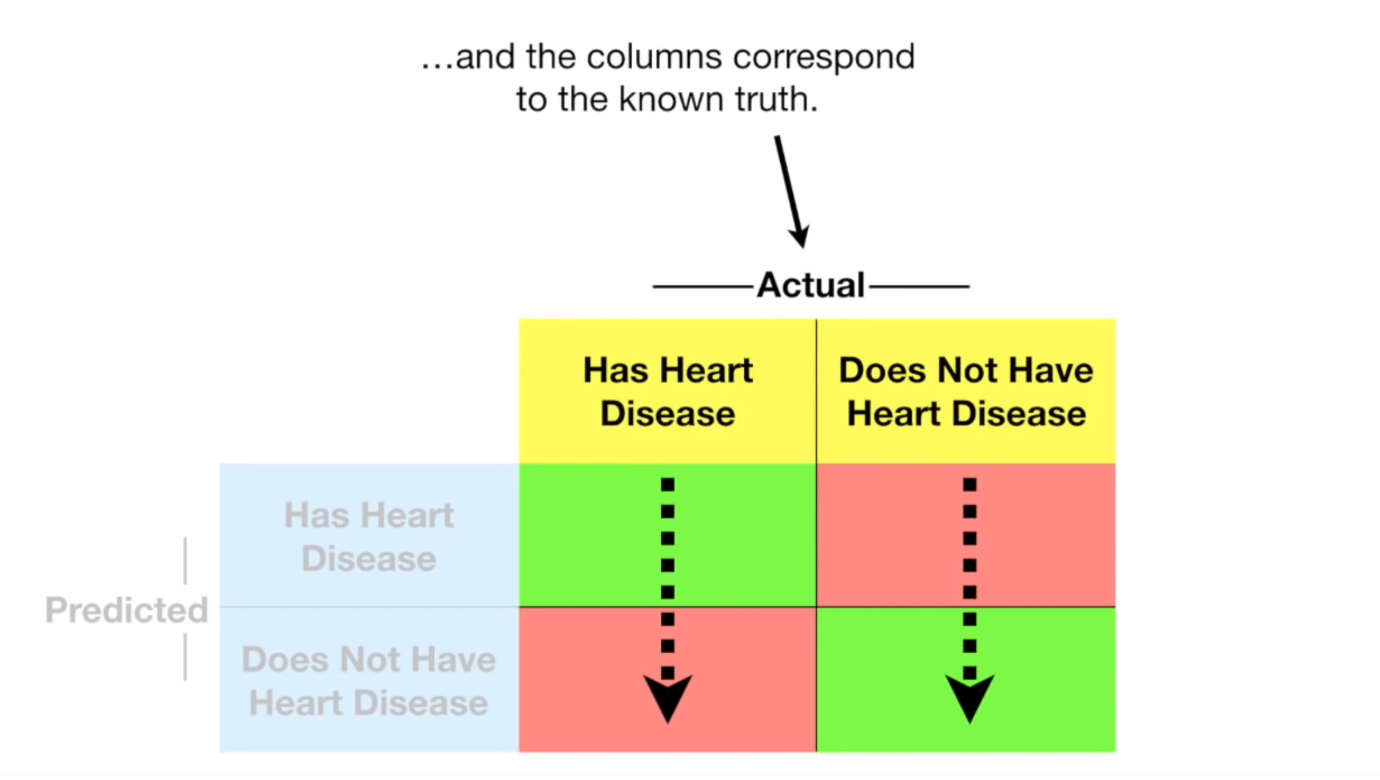 …and the columns correspond
to the known truth.
Actual
Has Heart
Disease
Does Not Have
Heart Disease
Has Heart
Disease
Predicted
Does Not Have
Heart Disease